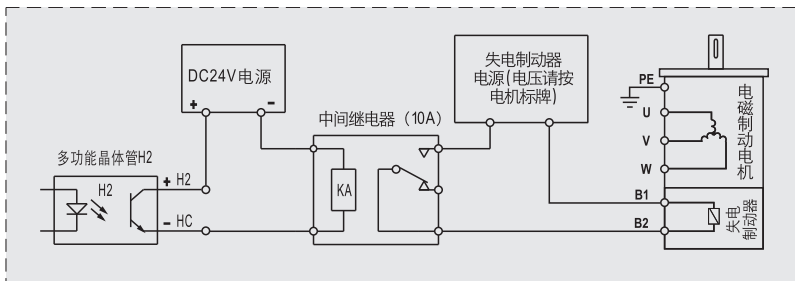 DC24V电源
+
-
失电制动器
电源(电压请按
电机标牌)
中间继电器（10A）
多功能晶体管H2
H2
+ H2
- HC
KA
PE
U
V
W
B1
B2
电磁制动电机
失电
制动器